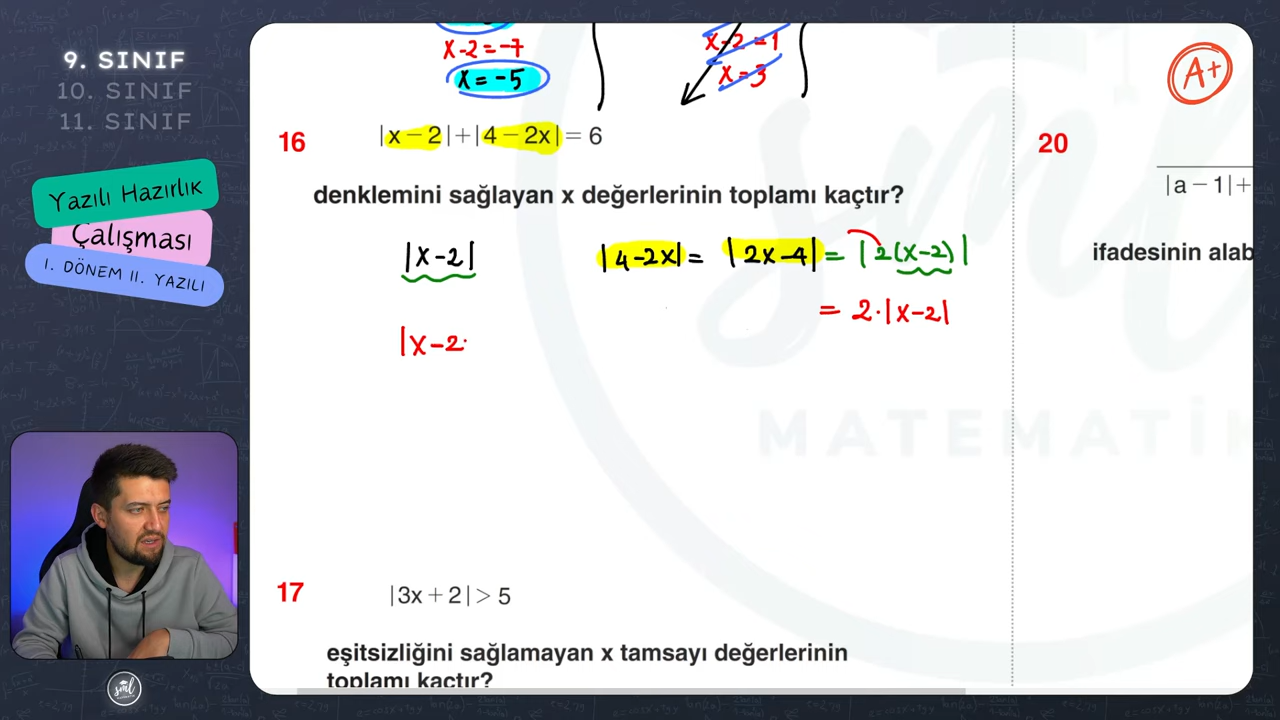 9. SINIF
10. SINIF
11. SINIF
Yazılı Hazırlık
Çalışması
I. DÖNEM II. YAZILI
x-2=-7
x=-5
x-2=1
x=3
A+
16
|x−2|+|4−2x|=6
denklemini sağlayan x değerlerinin toplamı kaçtır?
|x-2|
|4-2x| = |2x-4| = |2(x-2)|
= 2·|x-2|
|x-2
17
|3x+2|>5
eşitsizliğini sağlamayan x tamsayı değerlerinin
toplamı kaçtır?
20
|a−1|+
ifadesinin alab
MATEMATİK
sml